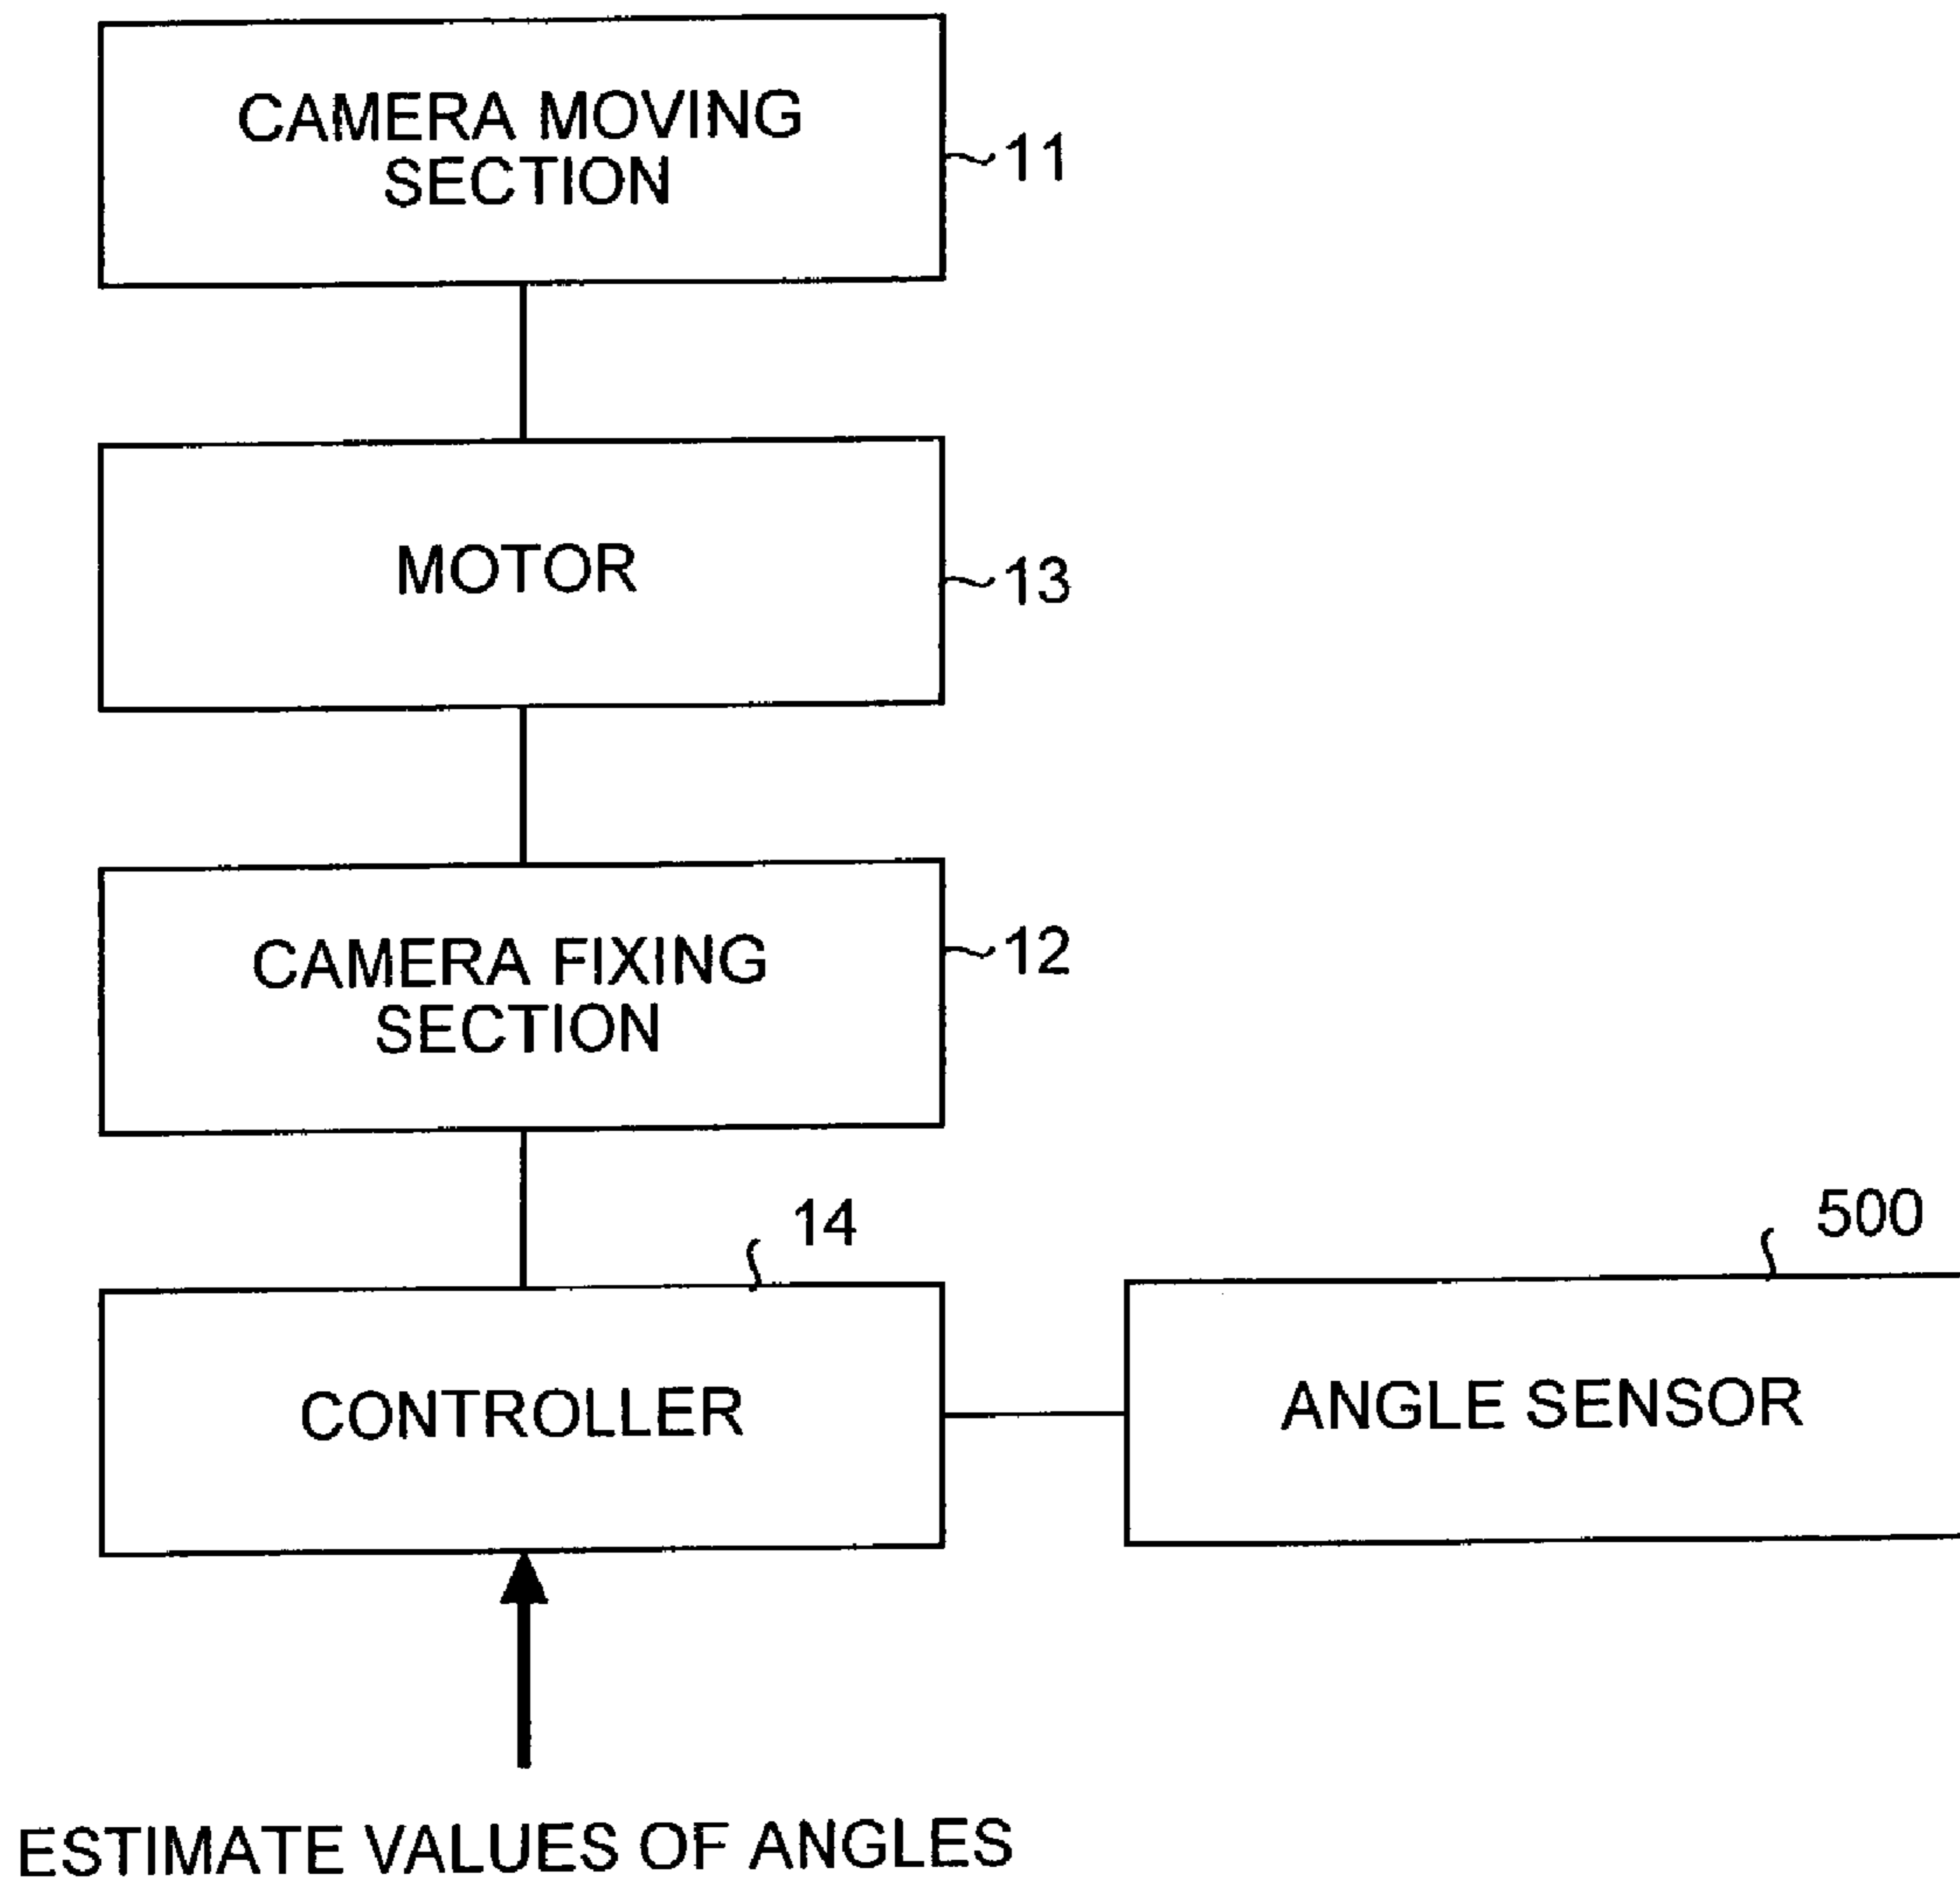 CAMERA MOVING
SECTION
11
MOTOR
13
CAMERA FIXING
SECTION
12
14
500
CONTROLLER
ANGLE SENSOR
ESTIMATE VALUES OF ANGLES